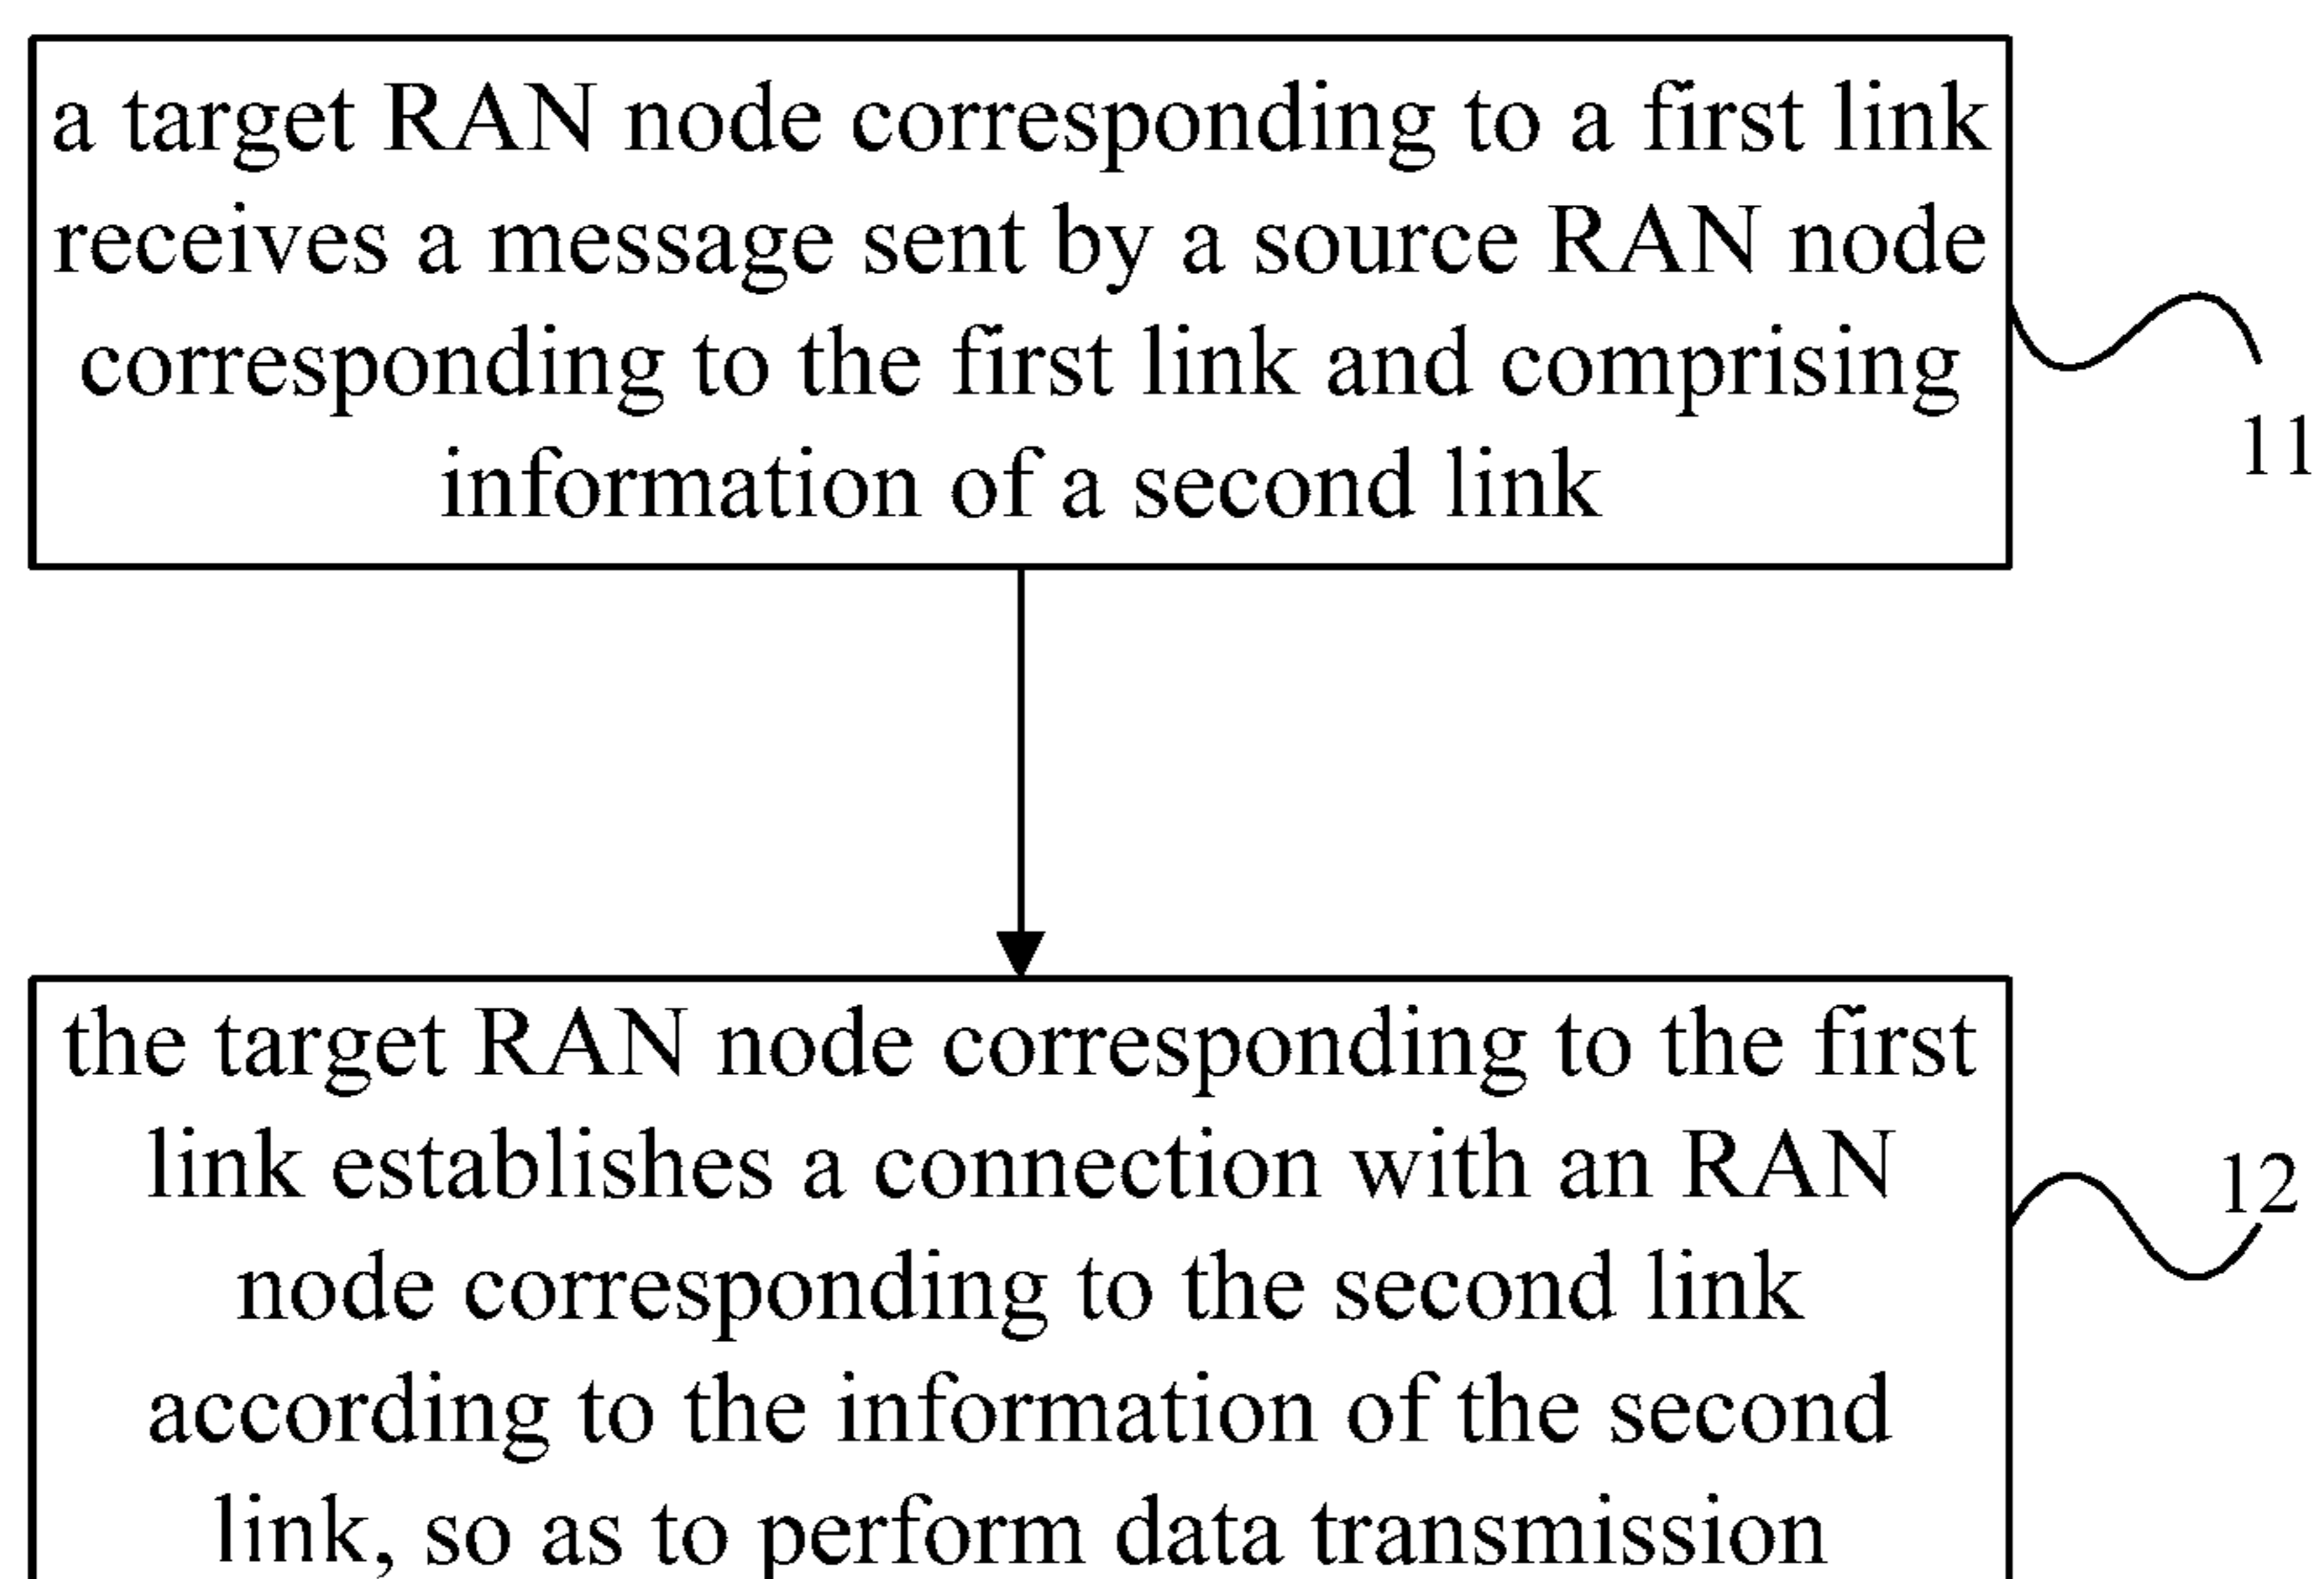 a target RAN node corresponding to a first link
receives a message sent by a source RAN node
corresponding to the first link and comprising
information of a second link
11
the target RAN node corresponding to the first
link establishes a connection with an RAN
node corresponding to the second link
according to the information of the second
link, so as to perform data transmission
12